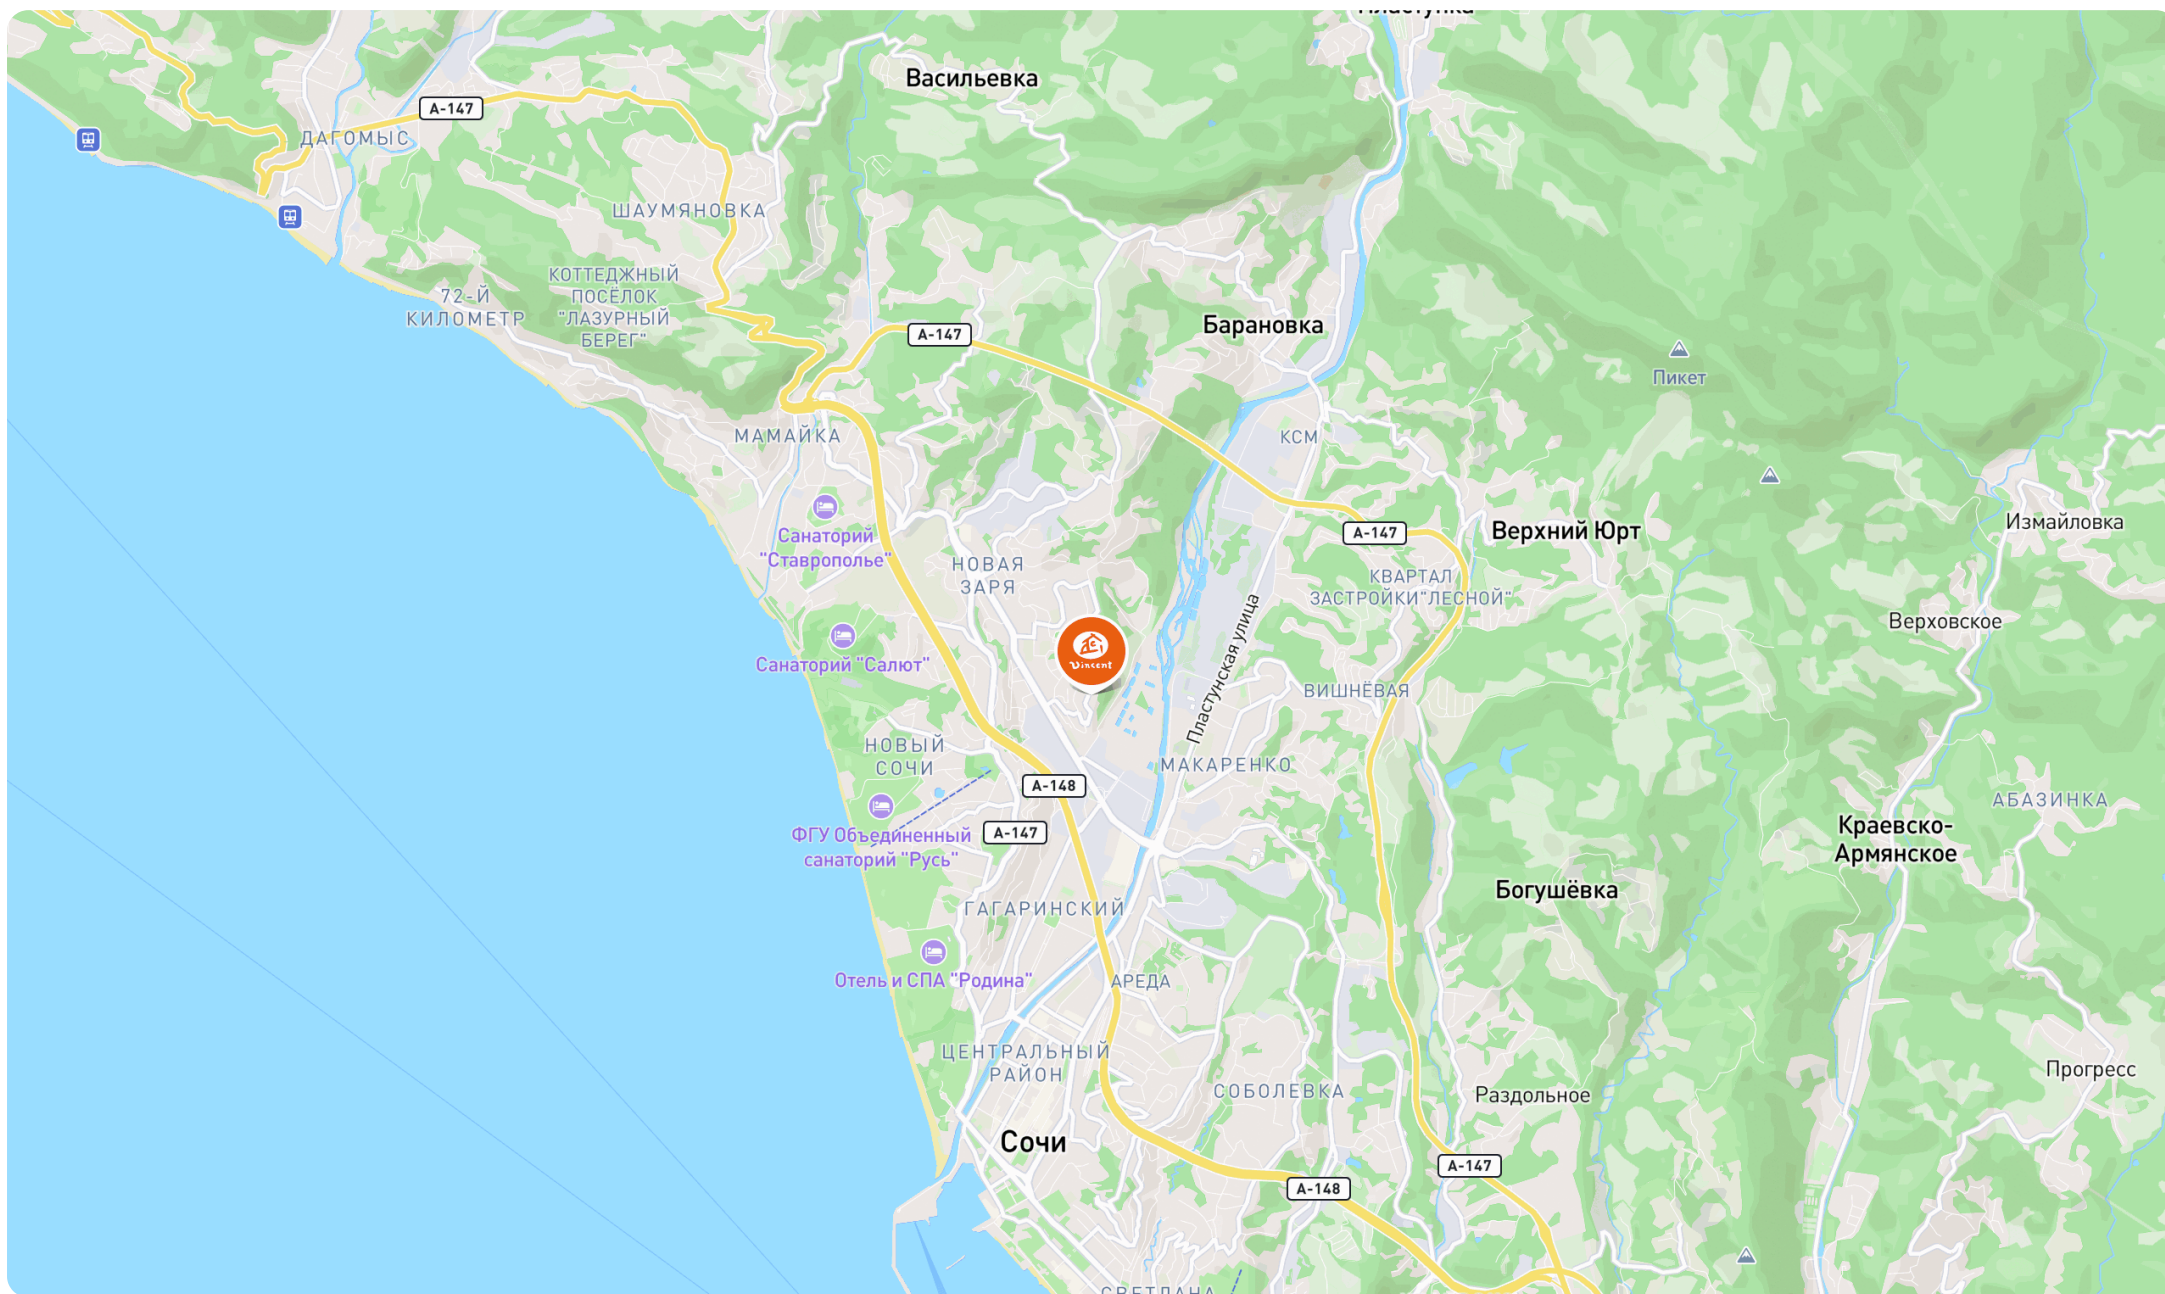 Пластунка
Васильевка
А-147
ДАГОМЫС
ШАУМЯНОВКА
КОТТЕДЖНЫЙ
ПОСЁЛОК
"ЛАЗУРНЫЙ
БЕРЕГ"
72-Й
КИЛОМЕТР
Барановка
А-147
Пикет
МАМАЙКА
КСМ
Санаторий
"Ставрополье"
А-147
Верхний Юрт
Измайловка
НОВАЯ
ЗАРЯ
КВАРТАЛ
ЗАСТРОЙКИ"ЛЕСНОЙ"
Верховское
Санаторий "Салют"
Vincent
Пластунская улица
ВИШНЁВАЯ
НОВЫЙ
СОЧИ
МАКАРЕНКО
А-148
АБАЗИНКА
ФГУ Объединенный
санаторий "Русь"
А-147
Краевско-
Армянское
Богушёвка
ГАГАРИНСКИЙ
Отель и СПА "Родина"
АРЕДА
ЦЕНТРАЛЬНЫЙ
РАЙОН
СОБОЛЕВКА
Раздольное
Прогресс
Сочи
А-147
А-148
СВЕТЛАНА